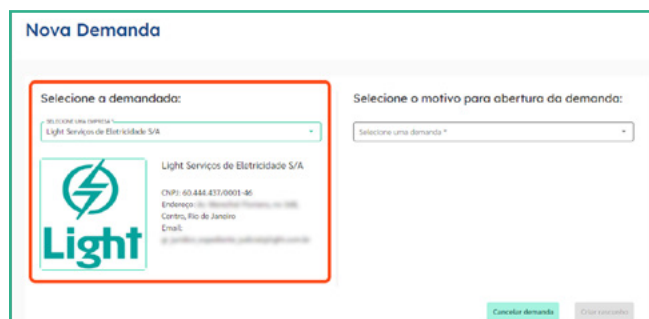 Nova Demanda
Selecione a demandada:
SELECIONE UMA EMPRESA *
Light Serviços de Eletricidade S/A
Light
Light Serviços de Eletricidade S/A
CNPJ: 60.444.437/0001-46
Endereço:
Centro, Rio de Janeiro
Email:
Selecione o motivo para abertura da demanda:
Selecione uma demanda *
Cancelar demanda
Criar rascunho